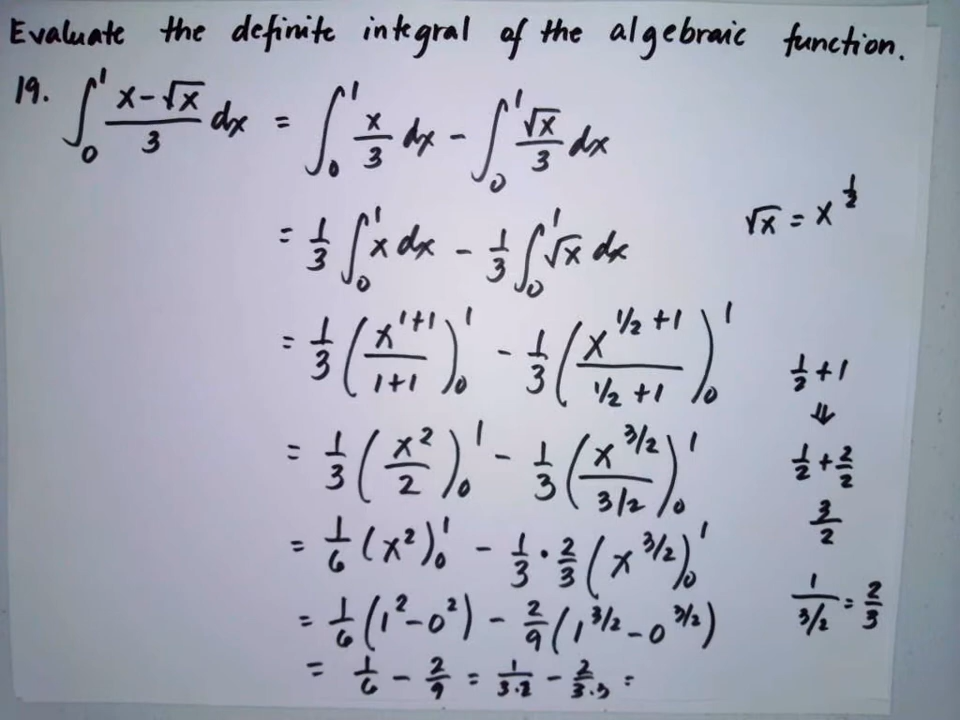 Evaluate the definite integral of the algebraic function.
19. ∫₀¹ (x-√x)/3 dx = ∫₀¹ x/3 dx - ∫₀¹ √x/3 dx
√x = x^(1/2)
= 1/3 ∫₀¹ x dx - 1/3 ∫₀¹ √x dx
= 1/3 (x^(1+1)/(1+1))₀¹ - 1/3 (x^(1/2 +1)/(1/2 +1))₀¹
1/2 + 1
⇓
= 1/3 (x²/2)₀¹ - 1/3 (x^(3/2)/(3/2))₀¹
1/2 + 2/2
3/2
= 1/6 (x²)₀¹ - 1/3 · 2/3 (x^(3/2))₀¹
1/(3/2) = 2/3
= 1/6 (1² - 0²) - 2/9 (1^(3/2) - 0^(3/2))
= 1/6 - 2/9 = 1/(3·2) - 2/(3·3) =